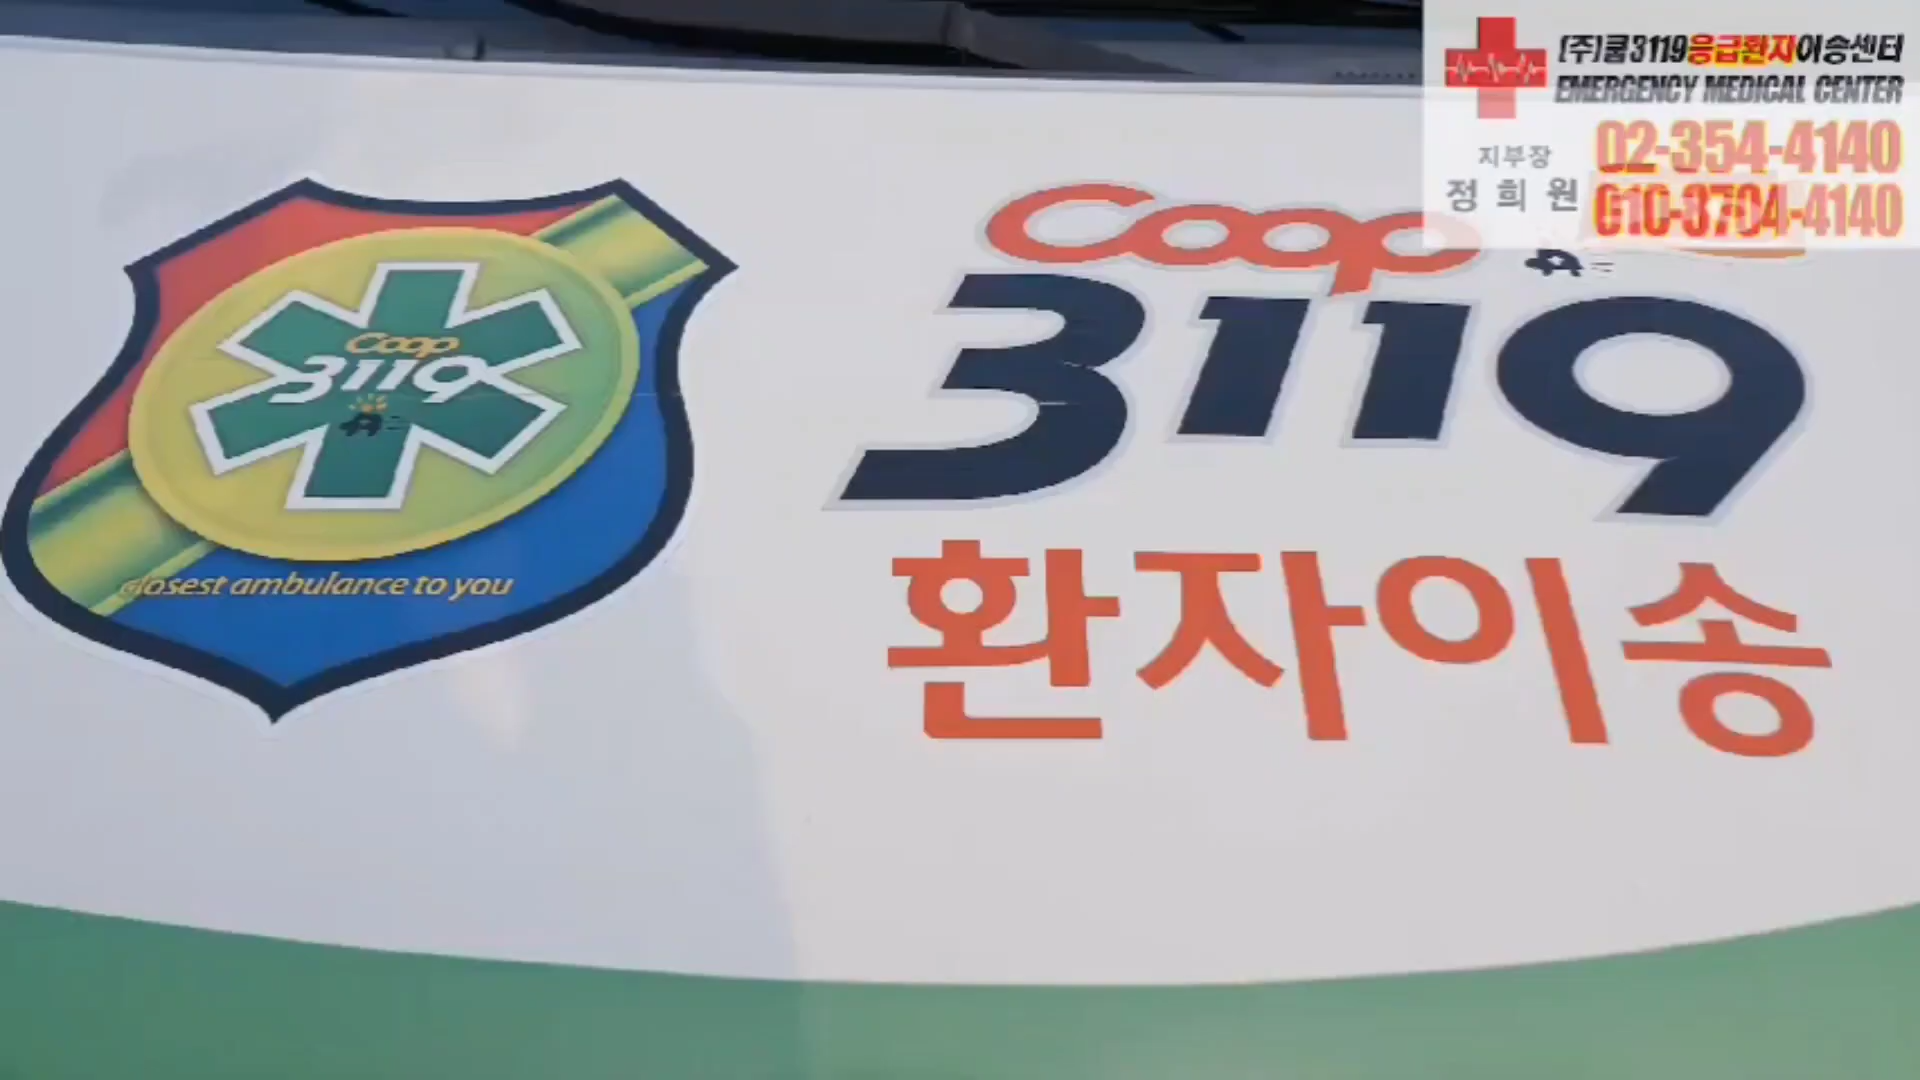 [주]쿱3119응급환자이송센터
EMERGENCY MEDICAL CENTER
지부장
정희원
02-354-4140
010-3704-4140
Coop
3119
환자이송
Coop
3119
closest ambulance to you